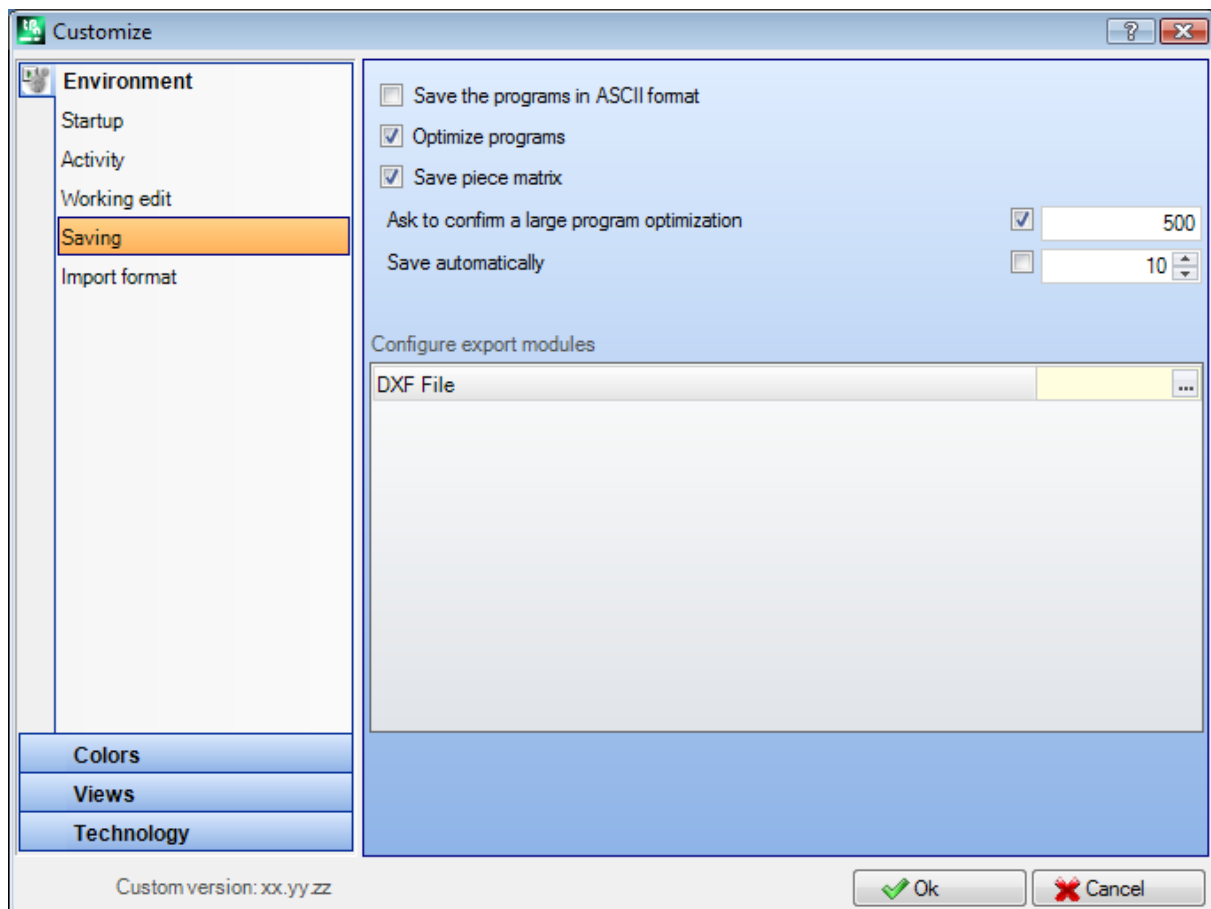 Customize
Environment
Startup
Activity
Working edit
Saving
Import format
Colors
Views
Technology
Save the programs in ASCII format
Optimize programs
Save piece matrix
Ask to confirm a large program optimization 500
Save automatically 10
Configure export modules
DXF File ...
Custom version: xx.yy.zz
Ok
Cancel